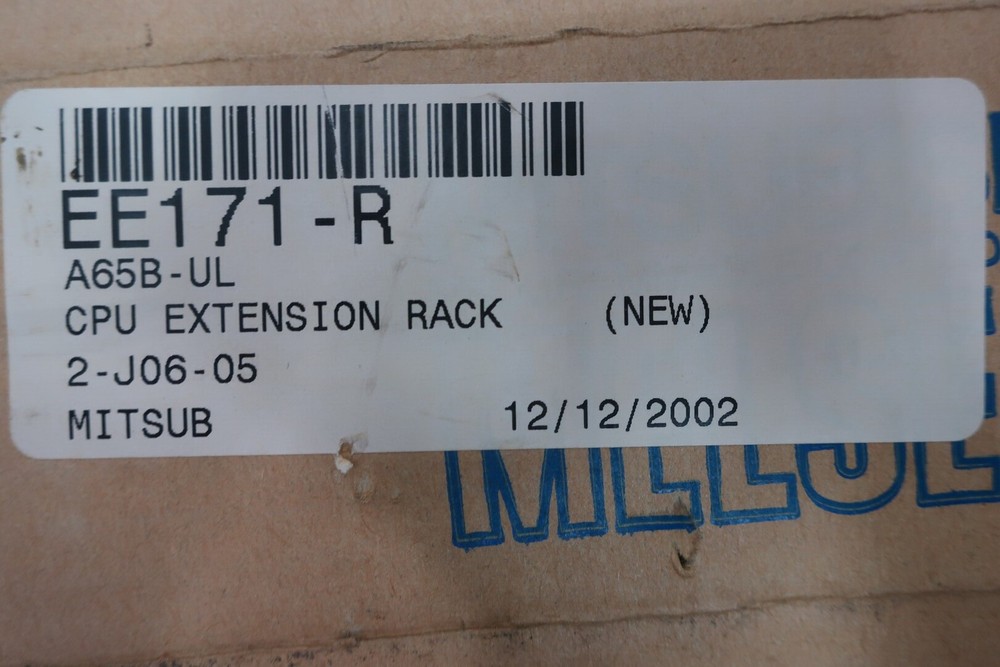 EE171-R
A65B-UL
CPU EXTENSION RACK (NEW)
2-J06-05
MITSUB 12/12/2002